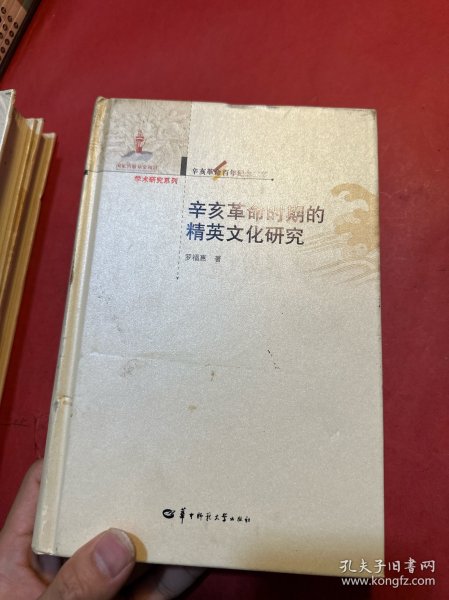 学术研究系列
辛亥革命百年纪念
辛亥革命时期的
精英文化研究
罗福惠 著
华中师范大学出版社
孔夫子旧书网
www.kongfz.com